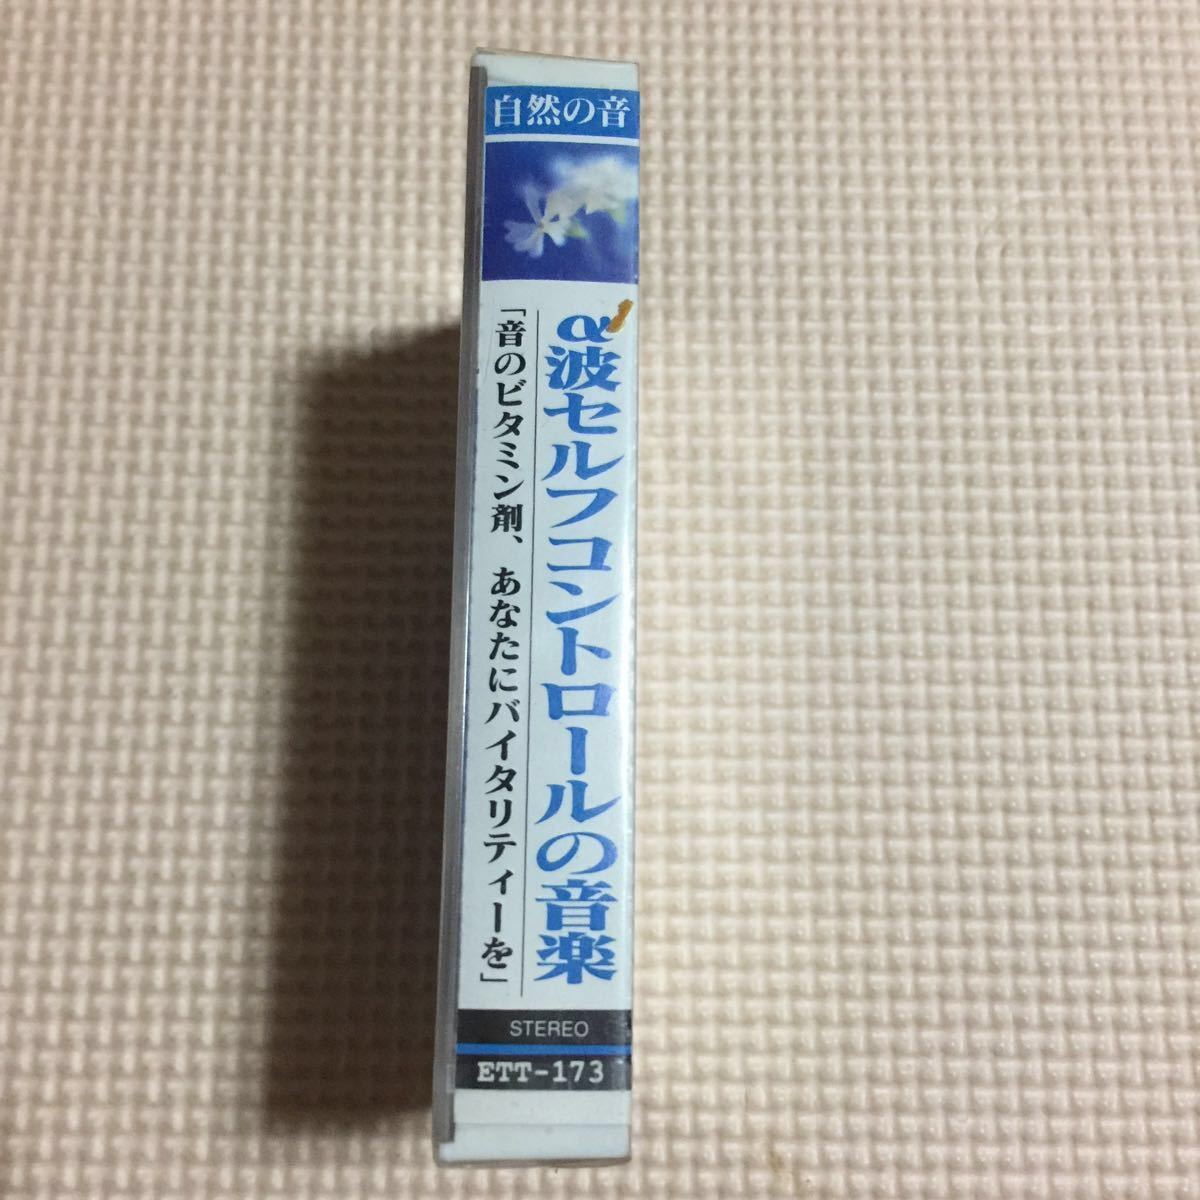 自然の音
α波セルフコントロールの音楽
「音のビタミン剤、あなたにバイタリティーを」
STEREO
ETT-173